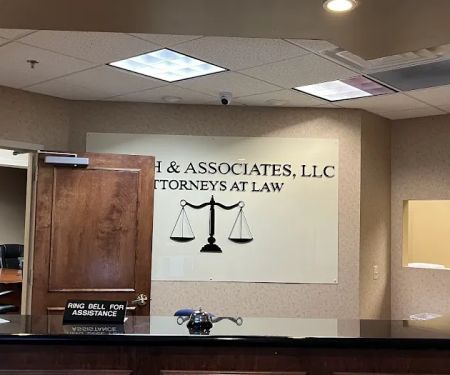 H & ASSOCIATES, LLC
TTORNEYS AT LAW
RING BELL FOR
ASSISTANCE